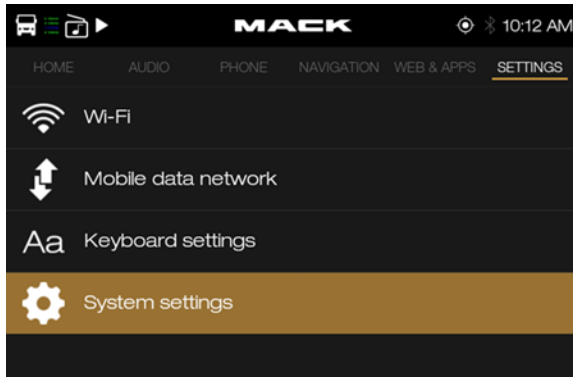 MACK 10:12 AM
HOME AUDIO PHONE NAVIGATION WEB & APPS SETTINGS
Wi-Fi
Mobile data network
Aa Keyboard settings
System settings